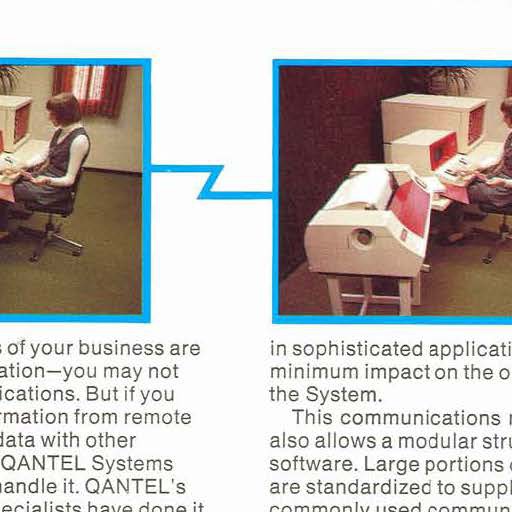 s of your business are
ation—you may not
ications. But if you
rmation from remote
data with other
QANTEL Systems
handle it. QANTEL's
ecialists have done it
in sophisticated applicati
minimum impact on the o
the System.
This communications
also allows a modular stru
software. Large portions
are standardized to suppl
commonly used commun